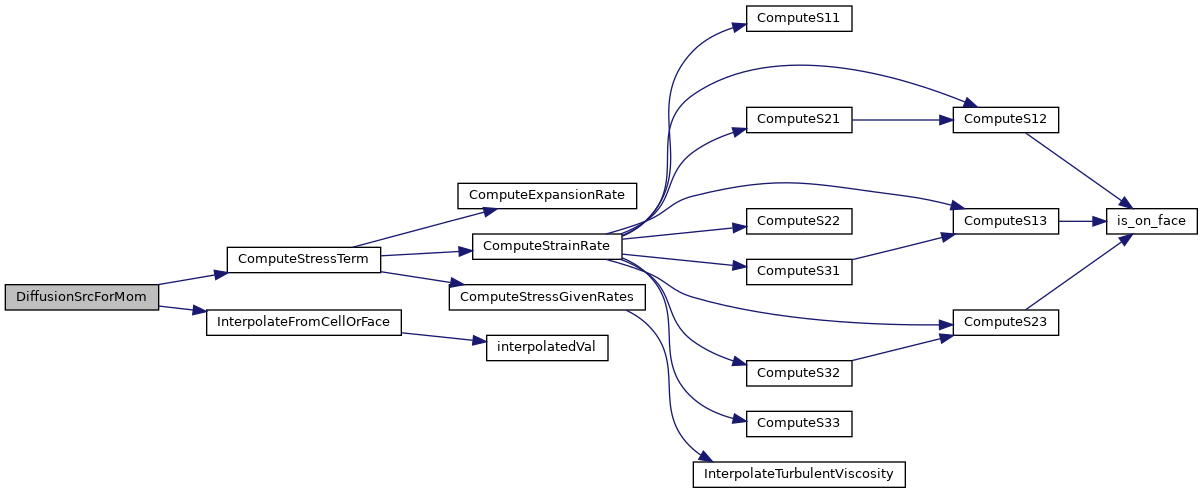 DiffusionSrcForMom
ComputeStressTerm
InterpolateFromCellOrFace
ComputeExpansionRate
ComputeStrainRate
ComputeStressGivenRates
interpolatedVal
ComputeS11
ComputeS21
ComputeS22
ComputeS31
ComputeS32
ComputeS33
InterpolateTurbulentViscosity
ComputeS12
ComputeS13
ComputeS23
is_on_face